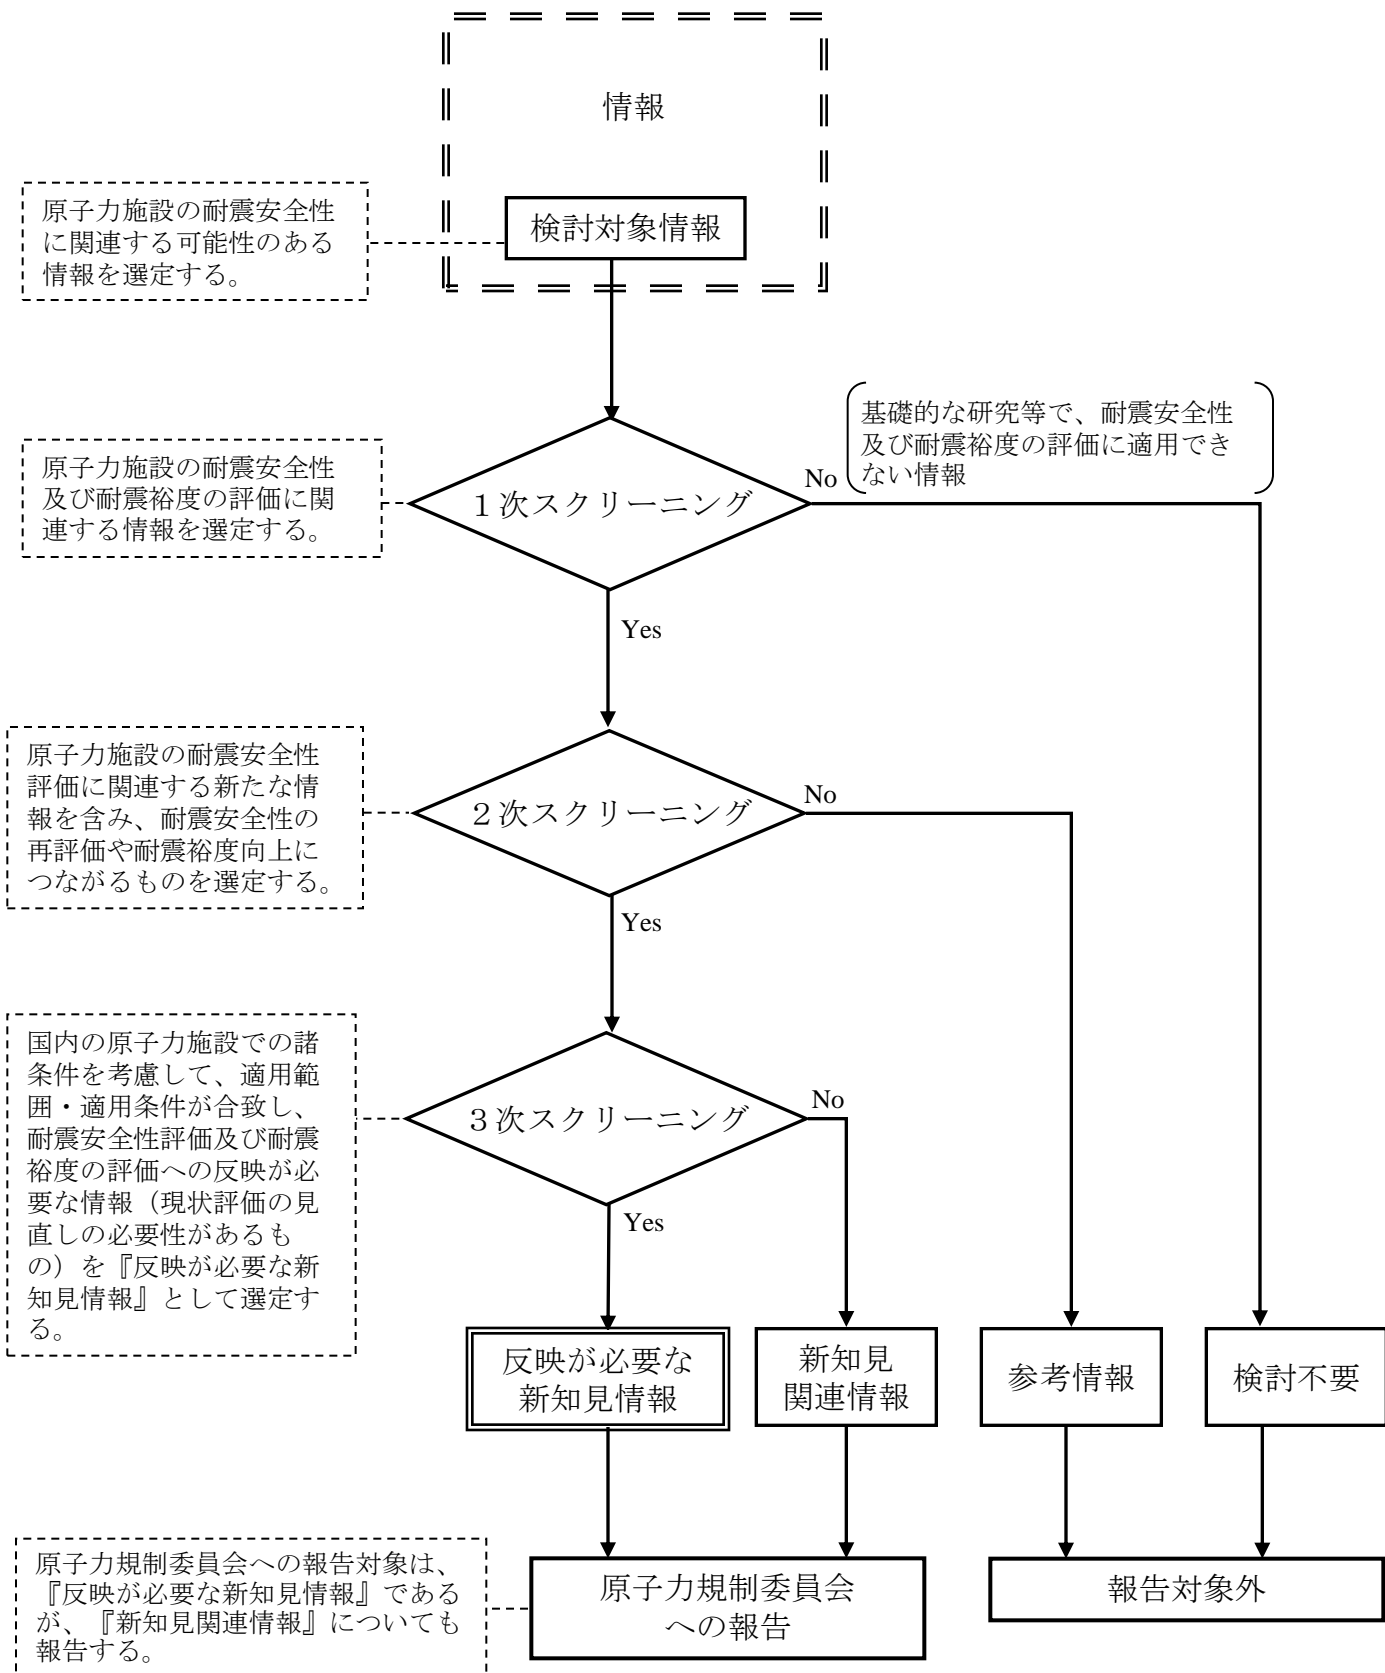 情報
検討対象情報
原子力施設の耐震安全性
に関連する可能性のある
情報を選定する。
基礎的な研究等で、耐震安全性
及び耐震裕度の評価に適用でき
ない情報
原子力施設の耐震安全性
及び耐震裕度の評価に関
連する情報を選定する。
１次スクリーニング
No
Yes
原子力施設の耐震安全性
評価に関連する新たな情
報を含み、耐震安全性の
再評価や耐震裕度向上に
つながるものを選定する。
２次スクリーニング
No
Yes
国内の原子力施設での諸
条件を考慮して、適用範
囲・適用条件が合致し、
耐震安全性評価及び耐震
裕度の評価への反映が必
要な情報（現状評価の見
直しの必要性があるも
の）を『反映が必要な新
知見情報』として選定す
る。
３次スクリーニング
No
Yes
反映が必要な
新知見情報
新知見
関連情報
参考情報
検討不要
原子力規制委員会への報告対象は、
『反映が必要な新知見情報』である
が、『新知見関連情報』についても
報告する。
原子力規制委員会
への報告
報告対象外